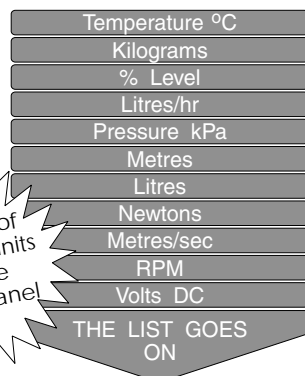 Temperature ºC
Kilograms
% Level
Litres/hr
Pressure kPa
Metres
Litres
Newtons
Metres/sec
RPM
Volts DC
THE LIST GOES
ON
of